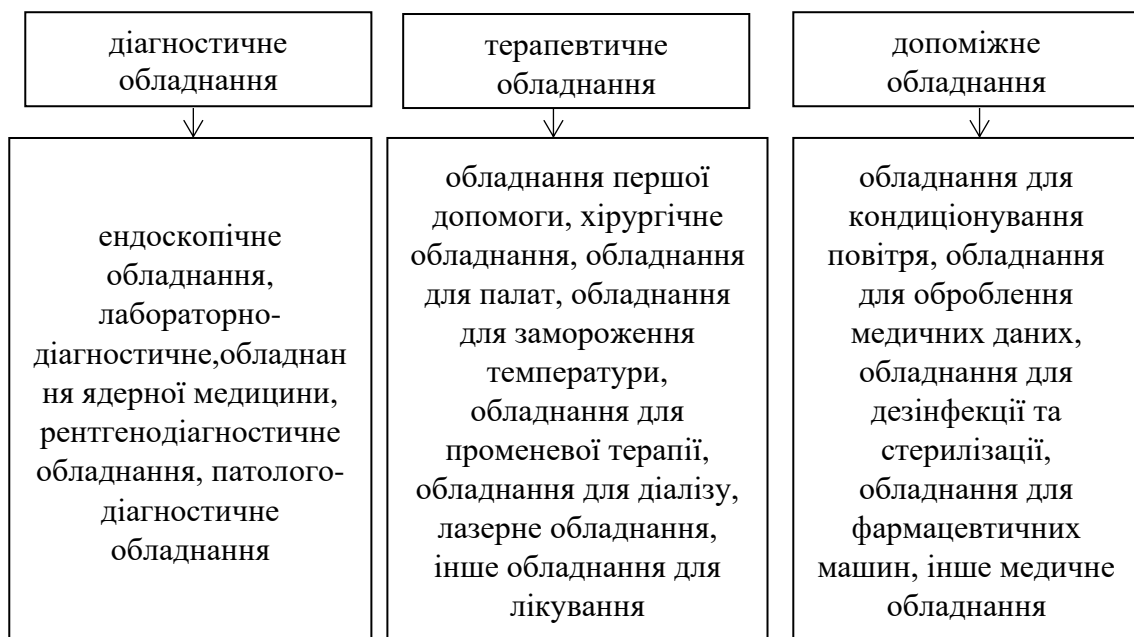 діагностичне
обладнання
терапевтичне
обладнання
допоміжне
обладнання
ендоскопічне
обладнання,
лабораторно-
діагностичне,обладнан
ня ядерної медицини,
рентгенодіагностичне
обладнання, патолого-
діагностичне
обладнання
обладнання першої
допомоги, хірургічне
обладнання, обладнання
для палат, обладнання
для замороження
температури,
обладнання для
променевої терапії,
обладнання для діалізу,
лазерне обладнання,
інше обладнання для
лікування
обладнання для
кондиціонування
повітря, обладнання
для оброблення
медичних даних,
обладнання для
дезінфекції та
стерилізації,
обладнання для
фармацевтичних
машин, інше медичне
обладнання